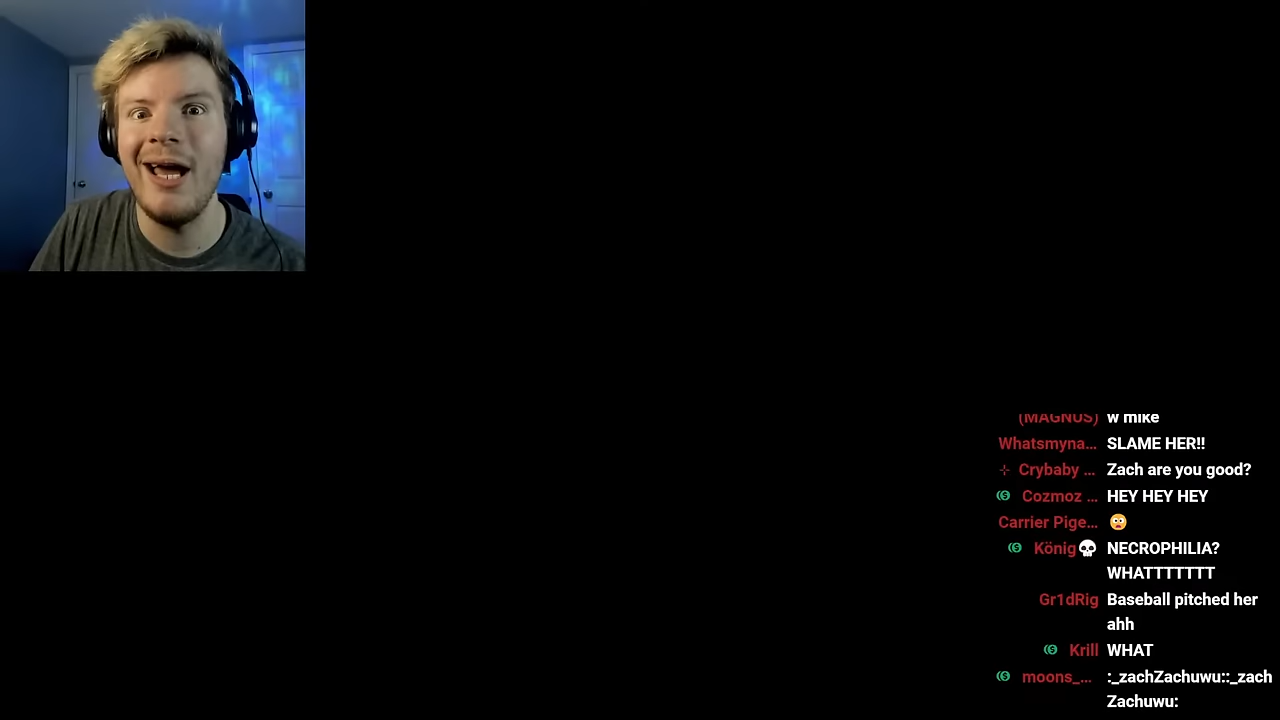 (MAGNUS) w mike
Whatsmyna… SLAME HER!!
Crybaby … Zach are you good?
Cozmoz … HEY HEY HEY
Carrier Pige… 😨
König💀 NECROPHILIA?
WHATTTTTTT
Gr1dRig Baseball pitched her
ahh
Krill WHAT
moons_… :_zachZachuwu::_zach
Zachuwu: